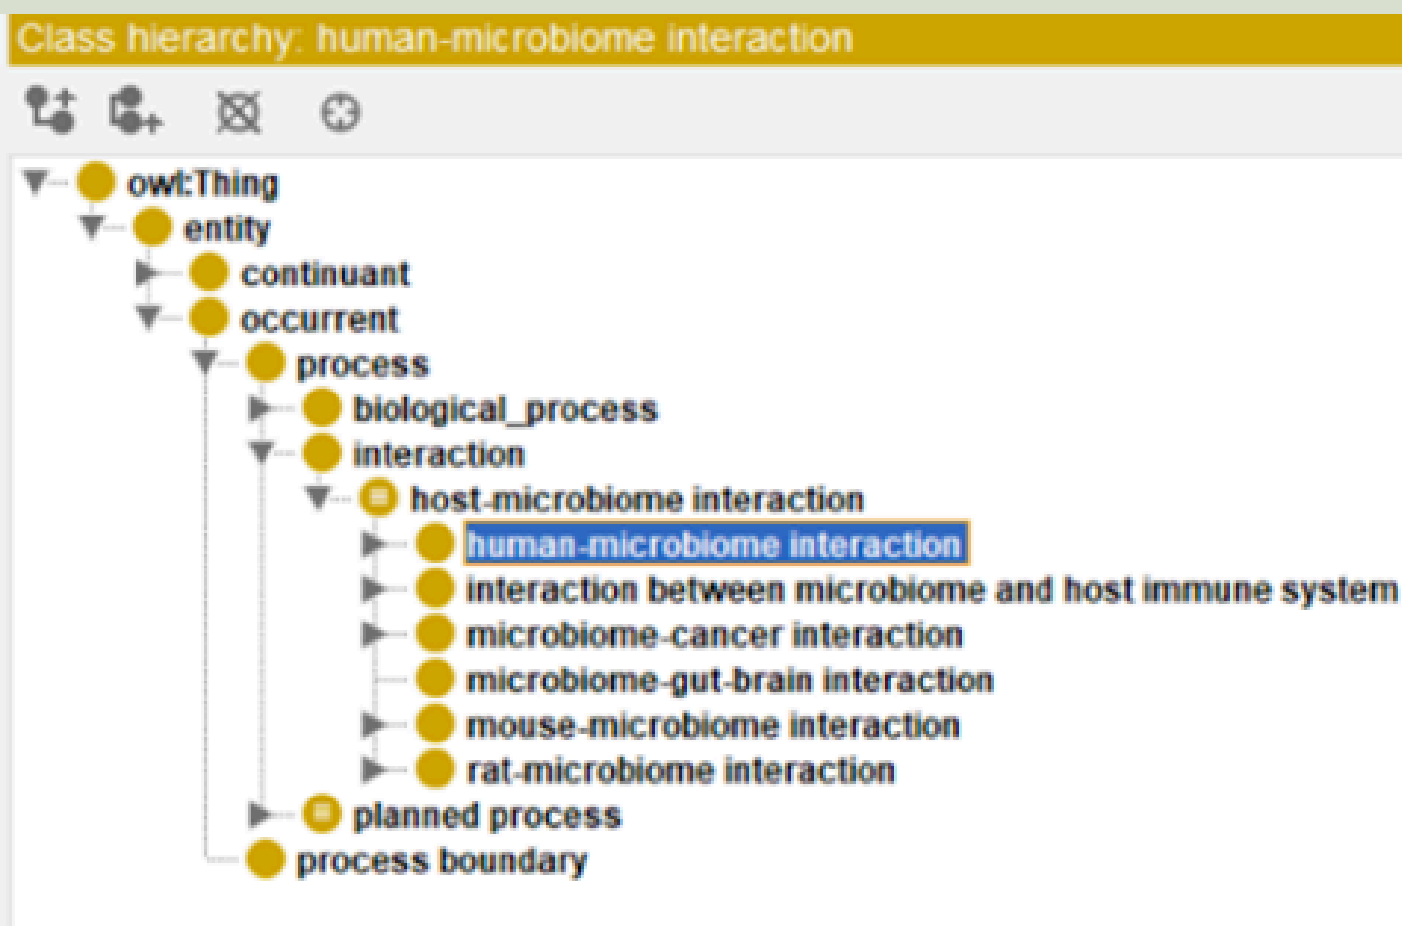 Class hierarchy: human-microbiome interaction
owl:Thing
entity
continuant
occurrent
process
biological_process
interaction
host-microbiome interaction
human-microbiome interaction
interaction between microbiome and host immune system
microbiome-cancer interaction
microbiome-gut-brain interaction
mouse-microbiome interaction
rat-microbiome interaction
planned process
process boundary